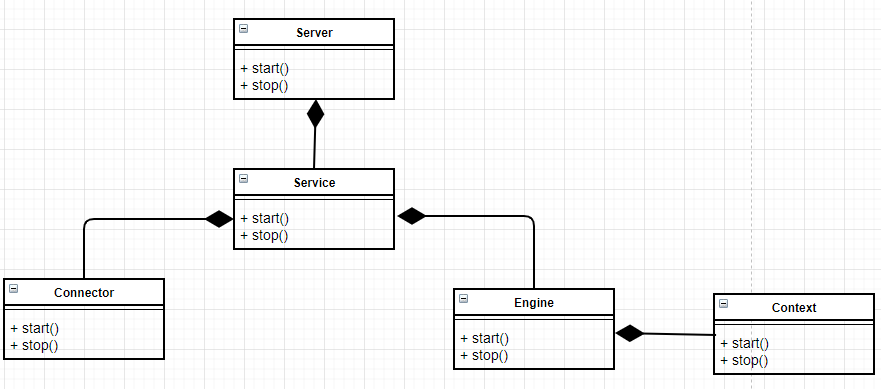 Server
+ start()
+ stop()
Service
+ start()
+ stop()
Connector
+ start()
+ stop()
Engine
+ start()
+ stop()
Context
+ start()
+ stop()